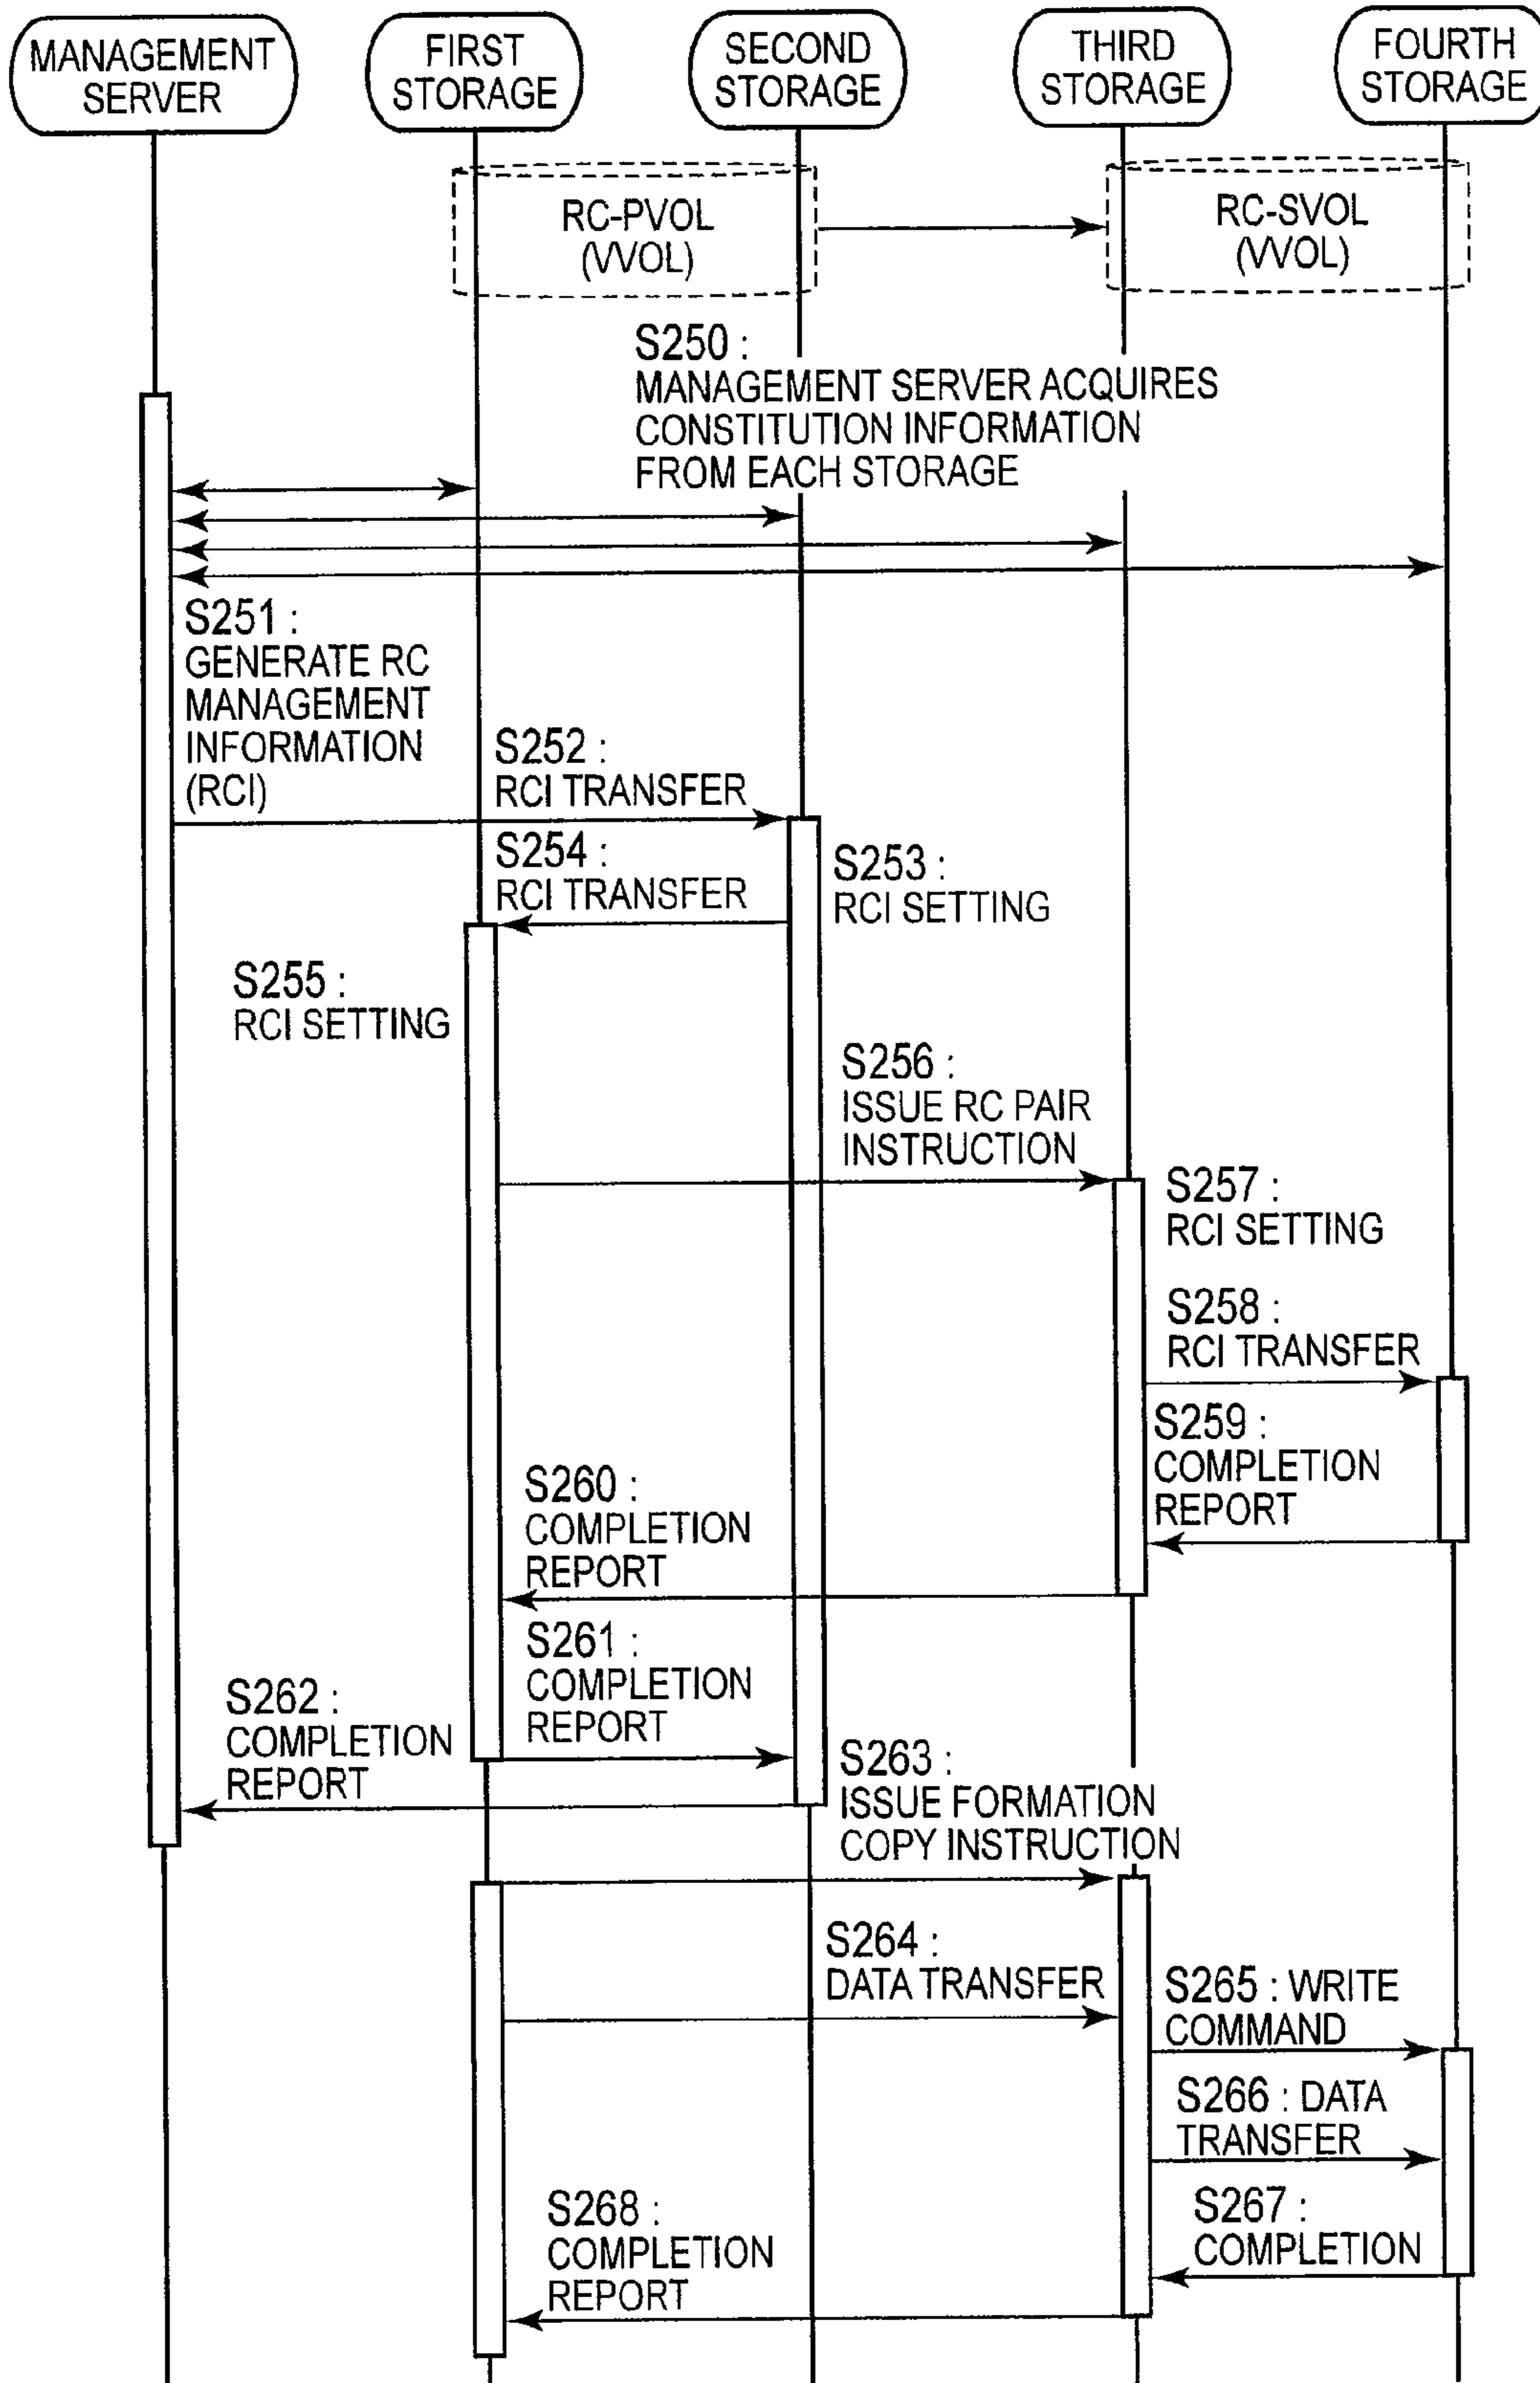 MANAGEMENT
SERVER
FIRST
STORAGE
SECOND
STORAGE
THIRD
STORAGE
FOURTH
STORAGE
RC-PVOL
(VVOL)
RC-SVOL
(VVOL)
S250 :
MANAGEMENT SERVER ACQUIRES
CONSTITUTION INFORMATION
FROM EACH STORAGE
S251 :
GENERATE RC
MANAGEMENT
INFORMATION
(RCI)
S252 :
RCI TRANSFER
S254 :
RCI TRANSFER
S253 :
RCI SETTING
S255 :
RCI SETTING
S256 :
ISSUE RC PAIR
INSTRUCTION
S257 :
RCI SETTING
S258 :
RCI TRANSFER
S259 :
COMPLETION
REPORT
S260 :
COMPLETION
REPORT
S261 :
COMPLETION
REPORT
S262 :
COMPLETION
REPORT
S263 :
ISSUE FORMATION
COPY INSTRUCTION
S264 :
DATA TRANSFER
S265 : WRITE
COMMAND
S266 : DATA
TRANSFER
S267 :
COMPLETION
S268 :
COMPLETION
REPORT